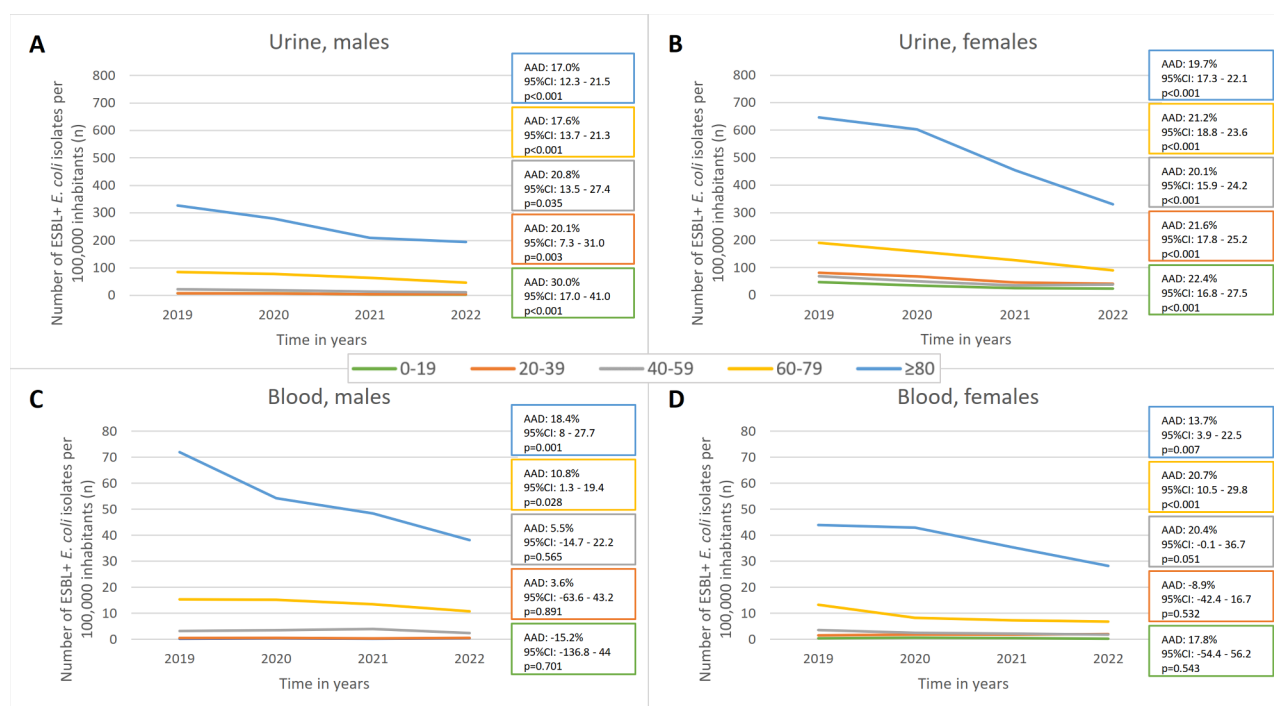 A
Urine, males
Number of ESBL+ E. coli isolates per
100,000 inhabitants (n)
800
700
600
500
400
300
200
100
0
2019 2020 2021 2022
Time in years
AAD: 17.0%
95%CI: 12.3 - 21.5
p<0.001
AAD: 17.6%
95%CI: 13.7 - 21.3
p<0.001
AAD: 20.8%
95%CI: 13.5 - 27.4
p=0.035
AAD: 20.1%
95%CI: 7.3 - 31.0
p=0.003
AAD: 30.0%
95%CI: 17.0 - 41.0
p<0.001
B
Urine, females
Number of ESBL+ E. coli isolates per
100,000 inhabitants (n)
800
700
600
500
400
300
200
100
0
2019 2020 2021 2022
Time in years
AAD: 19.7%
95%CI: 17.3 - 22.1
p<0.001
AAD: 21.2%
95%CI: 18.8 - 23.6
p<0.001
AAD: 20.1%
95%CI: 15.9 - 24.2
p<0.001
AAD: 21.6%
95%CI: 17.8 - 25.2
p<0.001
AAD: 22.4%
95%CI: 16.8 - 27.5
p<0.001
0-19 20-39 40-59 60-79 ≥80
C
Blood, males
Number of ESBL+ E. coli isolates per
100,000 inhabitants (n)
80
70
60
50
40
30
20
10
0
2019 2020 2021 2022
Time in years
AAD: 18.4%
95%CI: 8 - 27.7
p=0.001
AAD: 10.8%
95%CI: 1.3 - 19.4
p=0.028
AAD: 5.5%
95%CI: -14.7 - 22.2
p=0.565
AAD: 3.6%
95%CI: -63.6 - 43.2
p=0.891
AAD: -15.2%
95%CI: -136.8 - 44
p=0.701
D
Blood, females
Number of ESBL+ E. coli isolates per
100,000 inhabitants (n)
80
70
60
50
40
30
20
10
0
2019 2020 2021 2022
Time in years
AAD: 13.7%
95%CI: 3.9 - 22.5
p=0.007
AAD: 20.7%
95%CI: 10.5 - 29.8
p<0.001
AAD: 20.4%
95%CI: -0.1 - 36.7
p=0.051
AAD: -8.9%
95%CI: -42.4 - 16.7
p=0.532
AAD: 17.8%
95%CI: -54.4 - 56.2
p=0.543